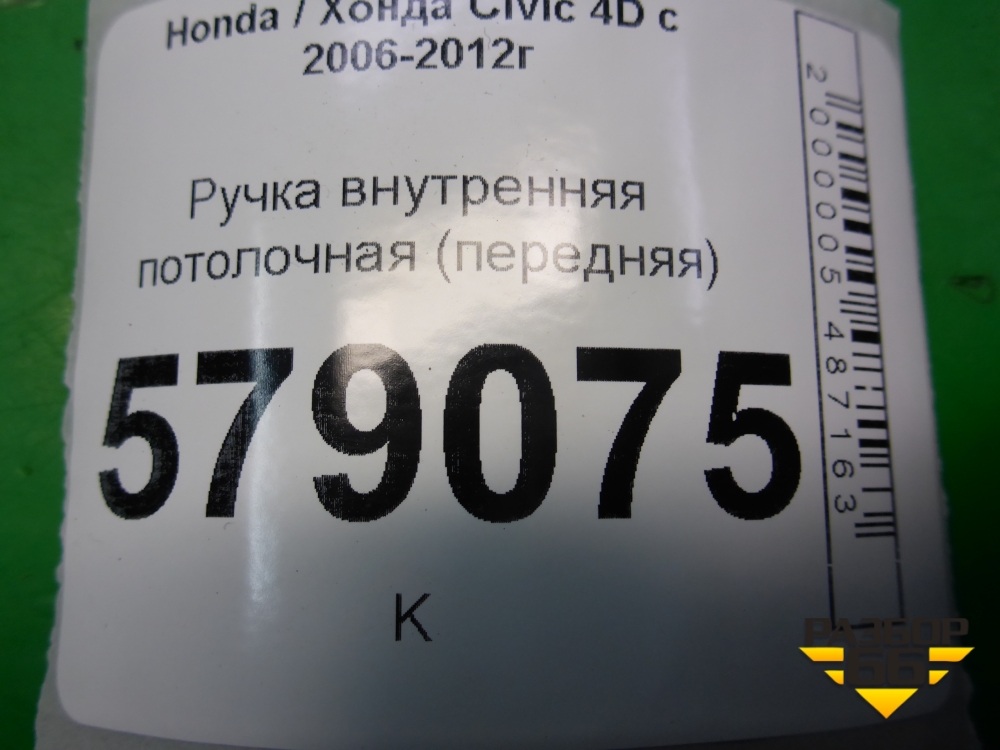 Honda / Хонда Civic 4D с
2006-2012г
Ручка внутренняя
потолочная (передняя)
579075
К
2000005487163
РАЗБОР
66